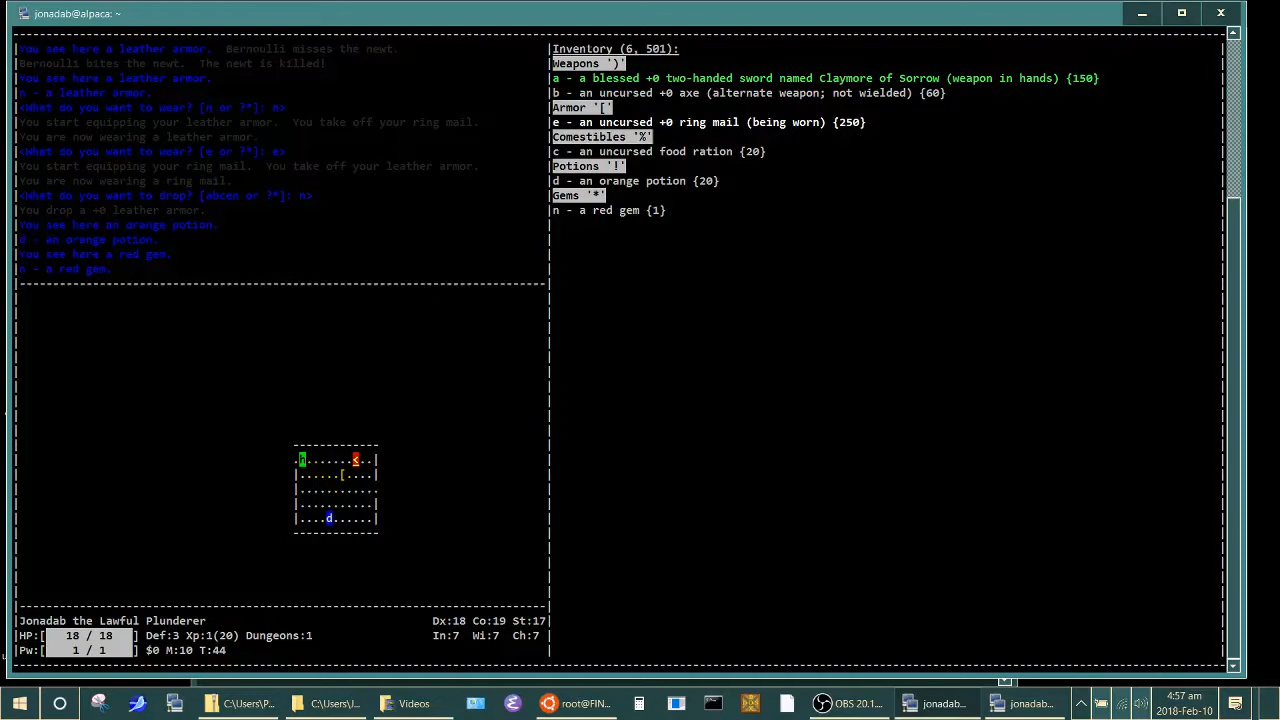 jonadab@alpaca: ~
You see here a leather armor.  Bernoulli misses the newt.
Bernoulli bites the newt.  The newt is killed!
You see here a leather armor.
n - a leather armor.
<What do you want to wear? [n or ?*]: n>
You start equipping your leather armor.  You take off your ring mail.
You are now wearing a leather armor.
<What do you want to wear? [e or ?*]: e>
You start equipping your ring mail.  You take off your leather armor.
You are now wearing a ring mail.
<What do you want to drop? [abcen or ?*]: n>
You drop a +0 leather armor.
You see here an orange potion.
d - an orange potion.
You see here a red gem.
n - a red gem.
Inventory (6, 501):
Weapons ')'
a - a blessed +0 two-handed sword named Claymore of Sorrow (weapon in hands) {150}
b - an uncursed +0 axe (alternate weapon; not wielded) {60}
Armor '['
e - an uncursed +0 ring mail (being worn) {250}
Comestibles '%'
c - an uncursed food ration {20}
Potions '!'
d - an orange potion {20}
Gems '*'
n - a red gem {1}
-------------
.h.......<..|
|......[....|
|............
|...........|
|....d......|
-------------
Jonadab the Lawful Plunderer Dx:18 Co:19 St:17
HP:[ 18 / 18 ] Def:3 Xp:1(20) Dungeons:1 In:7 Wi:7 Ch:7
Pw:[ 1 / 1 ] $0 M:10 T:44
C:\Users\P...
C:\Users\J...
Videos
root@FIN...
OBS 20.1...
jonadab...
jonadab...
4:57 am
2018-Feb-10